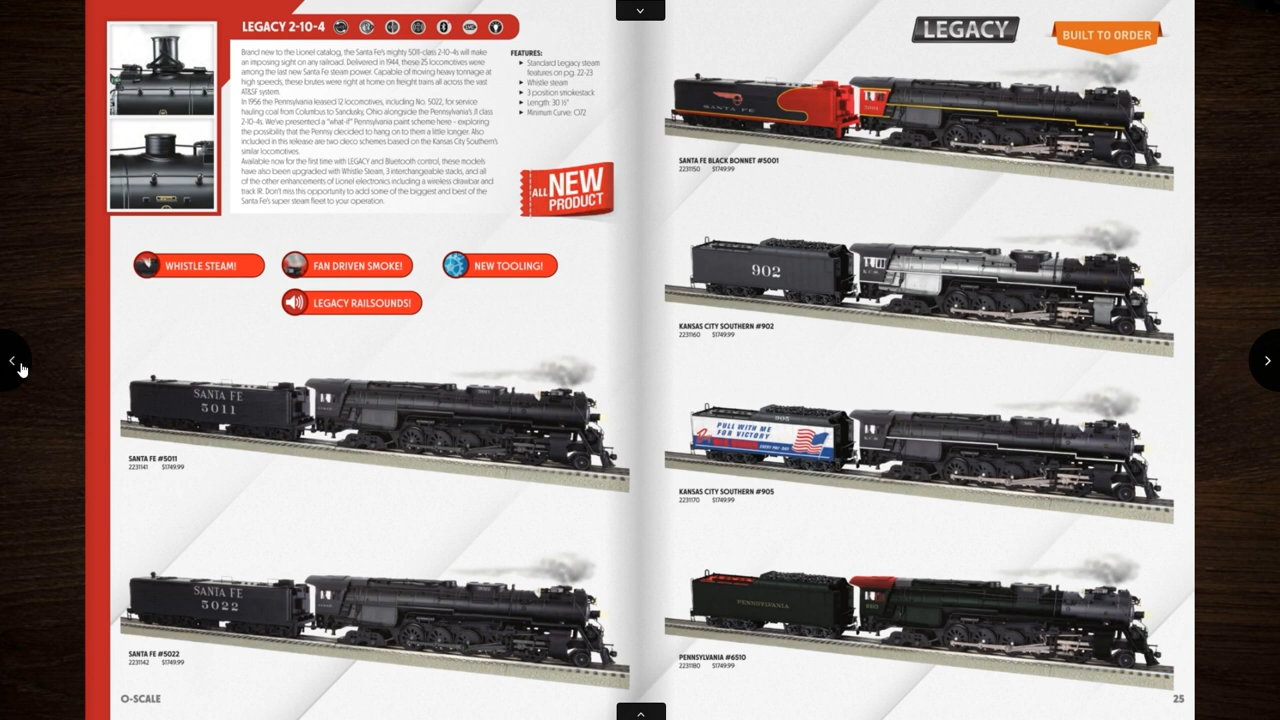 LEGACY 2-10-4
Brand new to the Lionel catalog, the Santa Fe's mighty 5011-class 2-10-4s will make
an imposing sight on any railroad. Delivered in 1944, these 25 locomotives were
among the last new Santa Fe steam power. Capable of moving heavy tonnage at
high speeds, these brutes were right at home on freight trains all across the vast
AT&SF system.
In 1956 the Pennsylvania leased 12 locomotives, including No. 5022, for service
hauling coal from Columbus to Sandusky, Ohio alongside the Pennsylvania's J1 class
2-10-4s. We've presented a "what-if" Pennsylvania paint scheme here - exploring
the possibility that the Pennsy decided to hang on to them a little longer. Also
included in this release are two deco schemes based on the Kansas City Southern's
similar locomotives.
Available now for the first time with LEGACY and Bluetooth control, these models
have also been upgraded with Whistle Steam, 3 interchangeable stacks, and all
of the other enhancements of Lionel electronics including a wireless drawbar and
track IR. Don't miss this opportunity to add some of the biggest and best of the
Santa Fe's super steam fleet to your operation.
FEATURES:
► Standard Legacy steam
features on pg. 22-23
► Whistle steam
► 3 position smokestack
► Length: 30 ½"
► Minimum Curve: O72
ALL NEW
PRODUCT
WHISTLE STEAM!
FAN DRIVEN SMOKE!
NEW TOOLING!
LEGACY RAILSOUNDS!
SANTA FE
5011
SANTA FE #5011
2231141 $1749.99
SANTA FE
5022
SANTA FE #5022
2231142 $1749.99
O-SCALE
LEGACY
BUILT TO ORDER
SANTA FE
SANTA FE BLACK BONNET #5001
2231150 $1749.99
902
KANSAS CITY SOUTHERN #902
2231160 $1749.99
905
PULL WITH ME
FOR VICTORY
KANSAS CITY SOUTHERN #905
2231170 $1749.99
PENNSYLVANIA
PENNSYLVANIA #6510
2231180 $1749.99
25